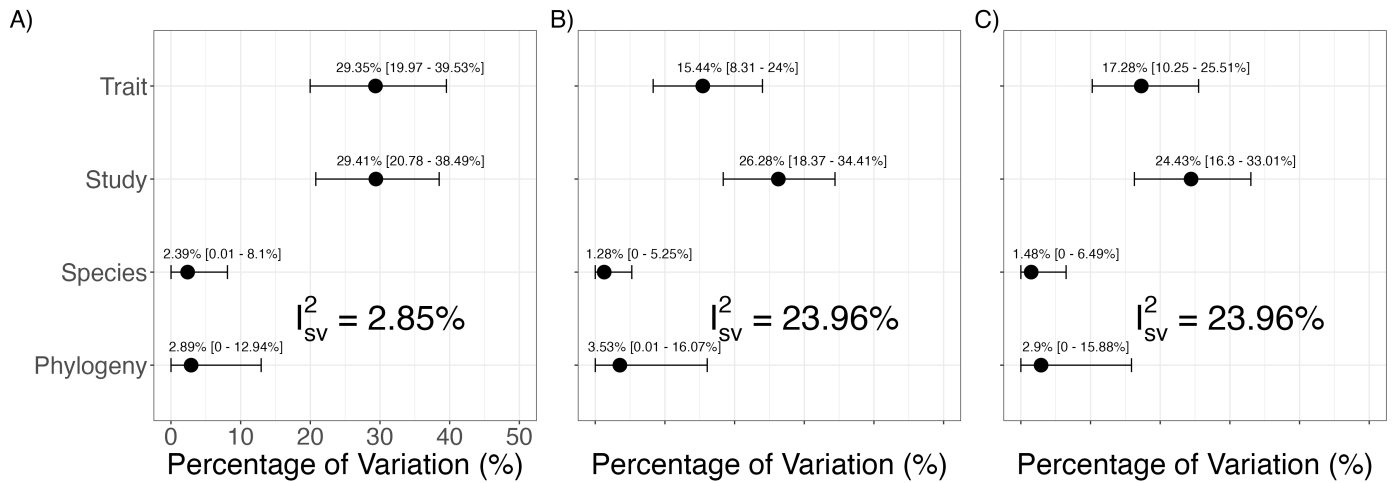 A)
Trait
29.35% [19.97 - 39.53%]
Study
29.41% [20.78 - 38.49%]
Species
2.39% [0.01 - 8.1%]
I²sv = 2.85%
Phylogeny
2.89% [0 - 12.94%]
0 10 20 30 40 50
Percentage of Variation (%)
B)
15.44% [8.31 - 24%]
26.28% [18.37 - 34.41%]
1.28% [0 - 5.25%]
I²sv = 23.96%
3.53% [0.01 - 16.07%]
Percentage of Variation (%)
C)
17.28% [10.25 - 25.51%]
24.43% [16.3 - 33.01%]
1.48% [0 - 6.49%]
I²sv = 23.96%
2.9% [0 - 15.88%]
Percentage of Variation (%)